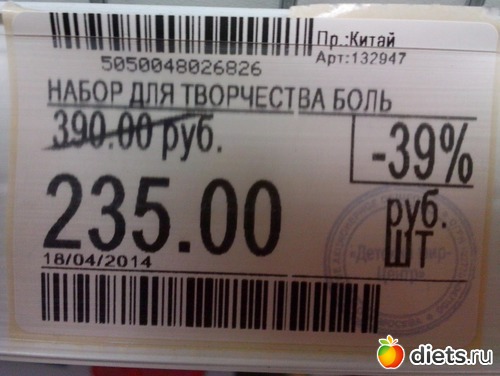 Пр.:Китай
5050048026826
Арт:132947
НАБОР ДЛЯ ТВОРЧЕСТВА БОЛЬ
390.00 руб.
-39%
235.00
руб.
шт
18/04/2014
diets.ru